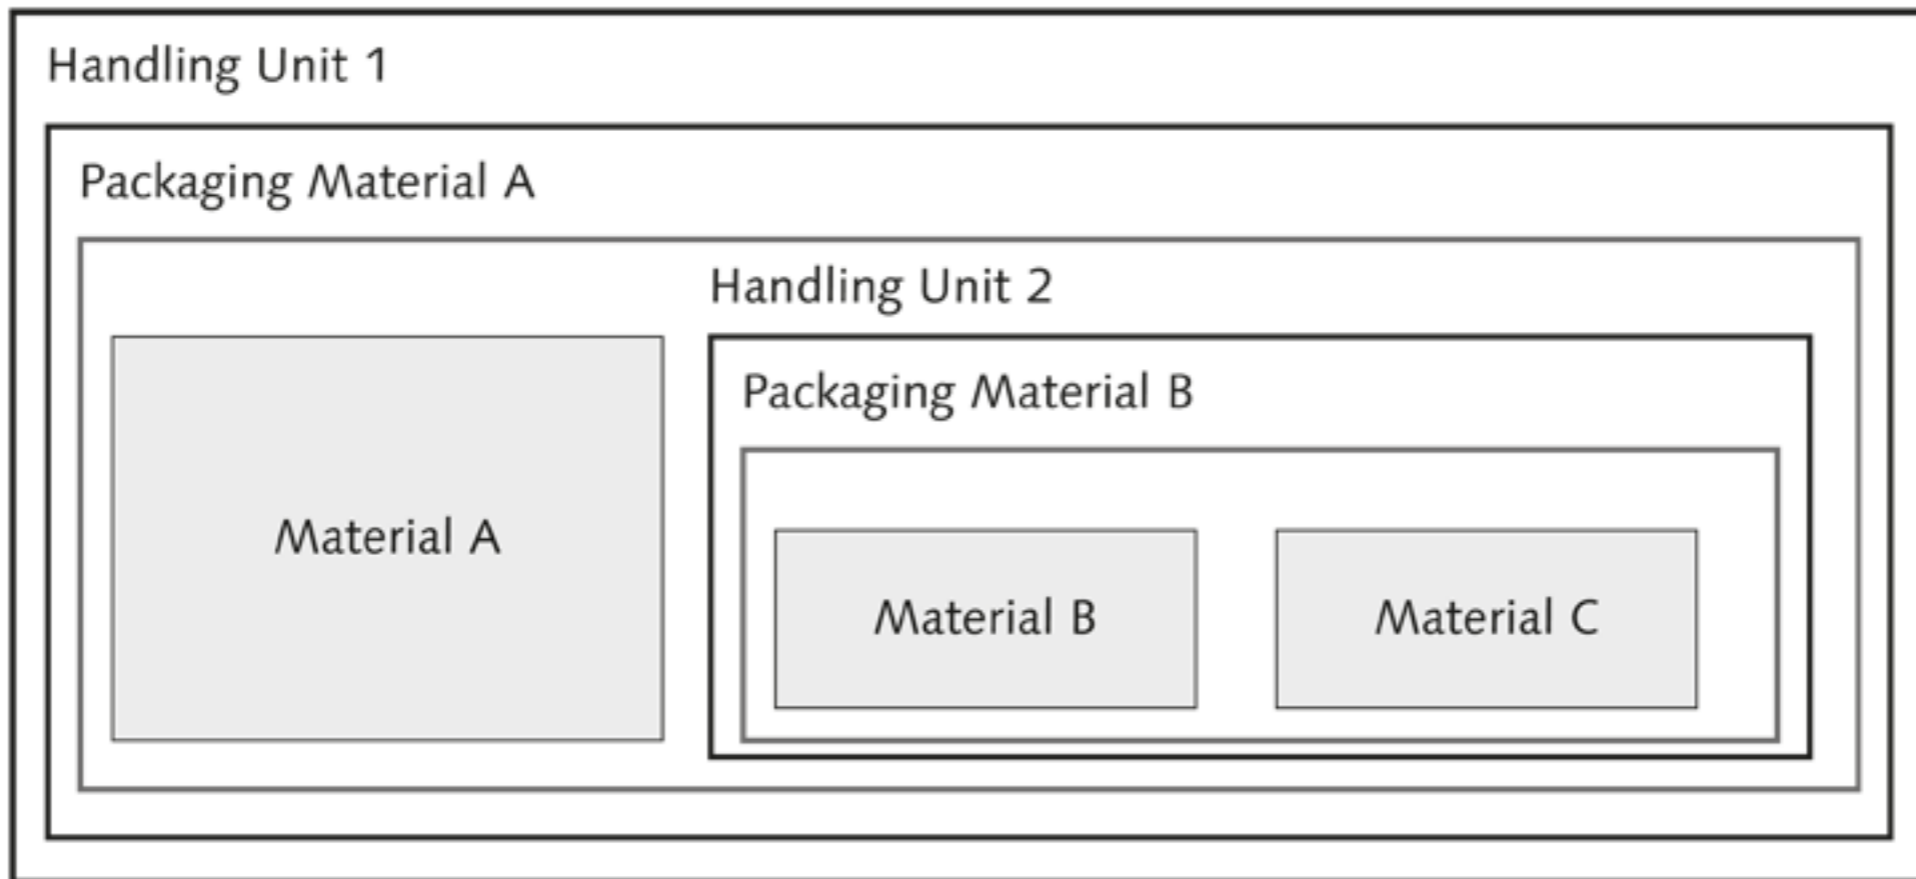 Handling Unit 1
Packaging Material A
Handling Unit 2
Packaging Material B
Material A
Material B
Material C